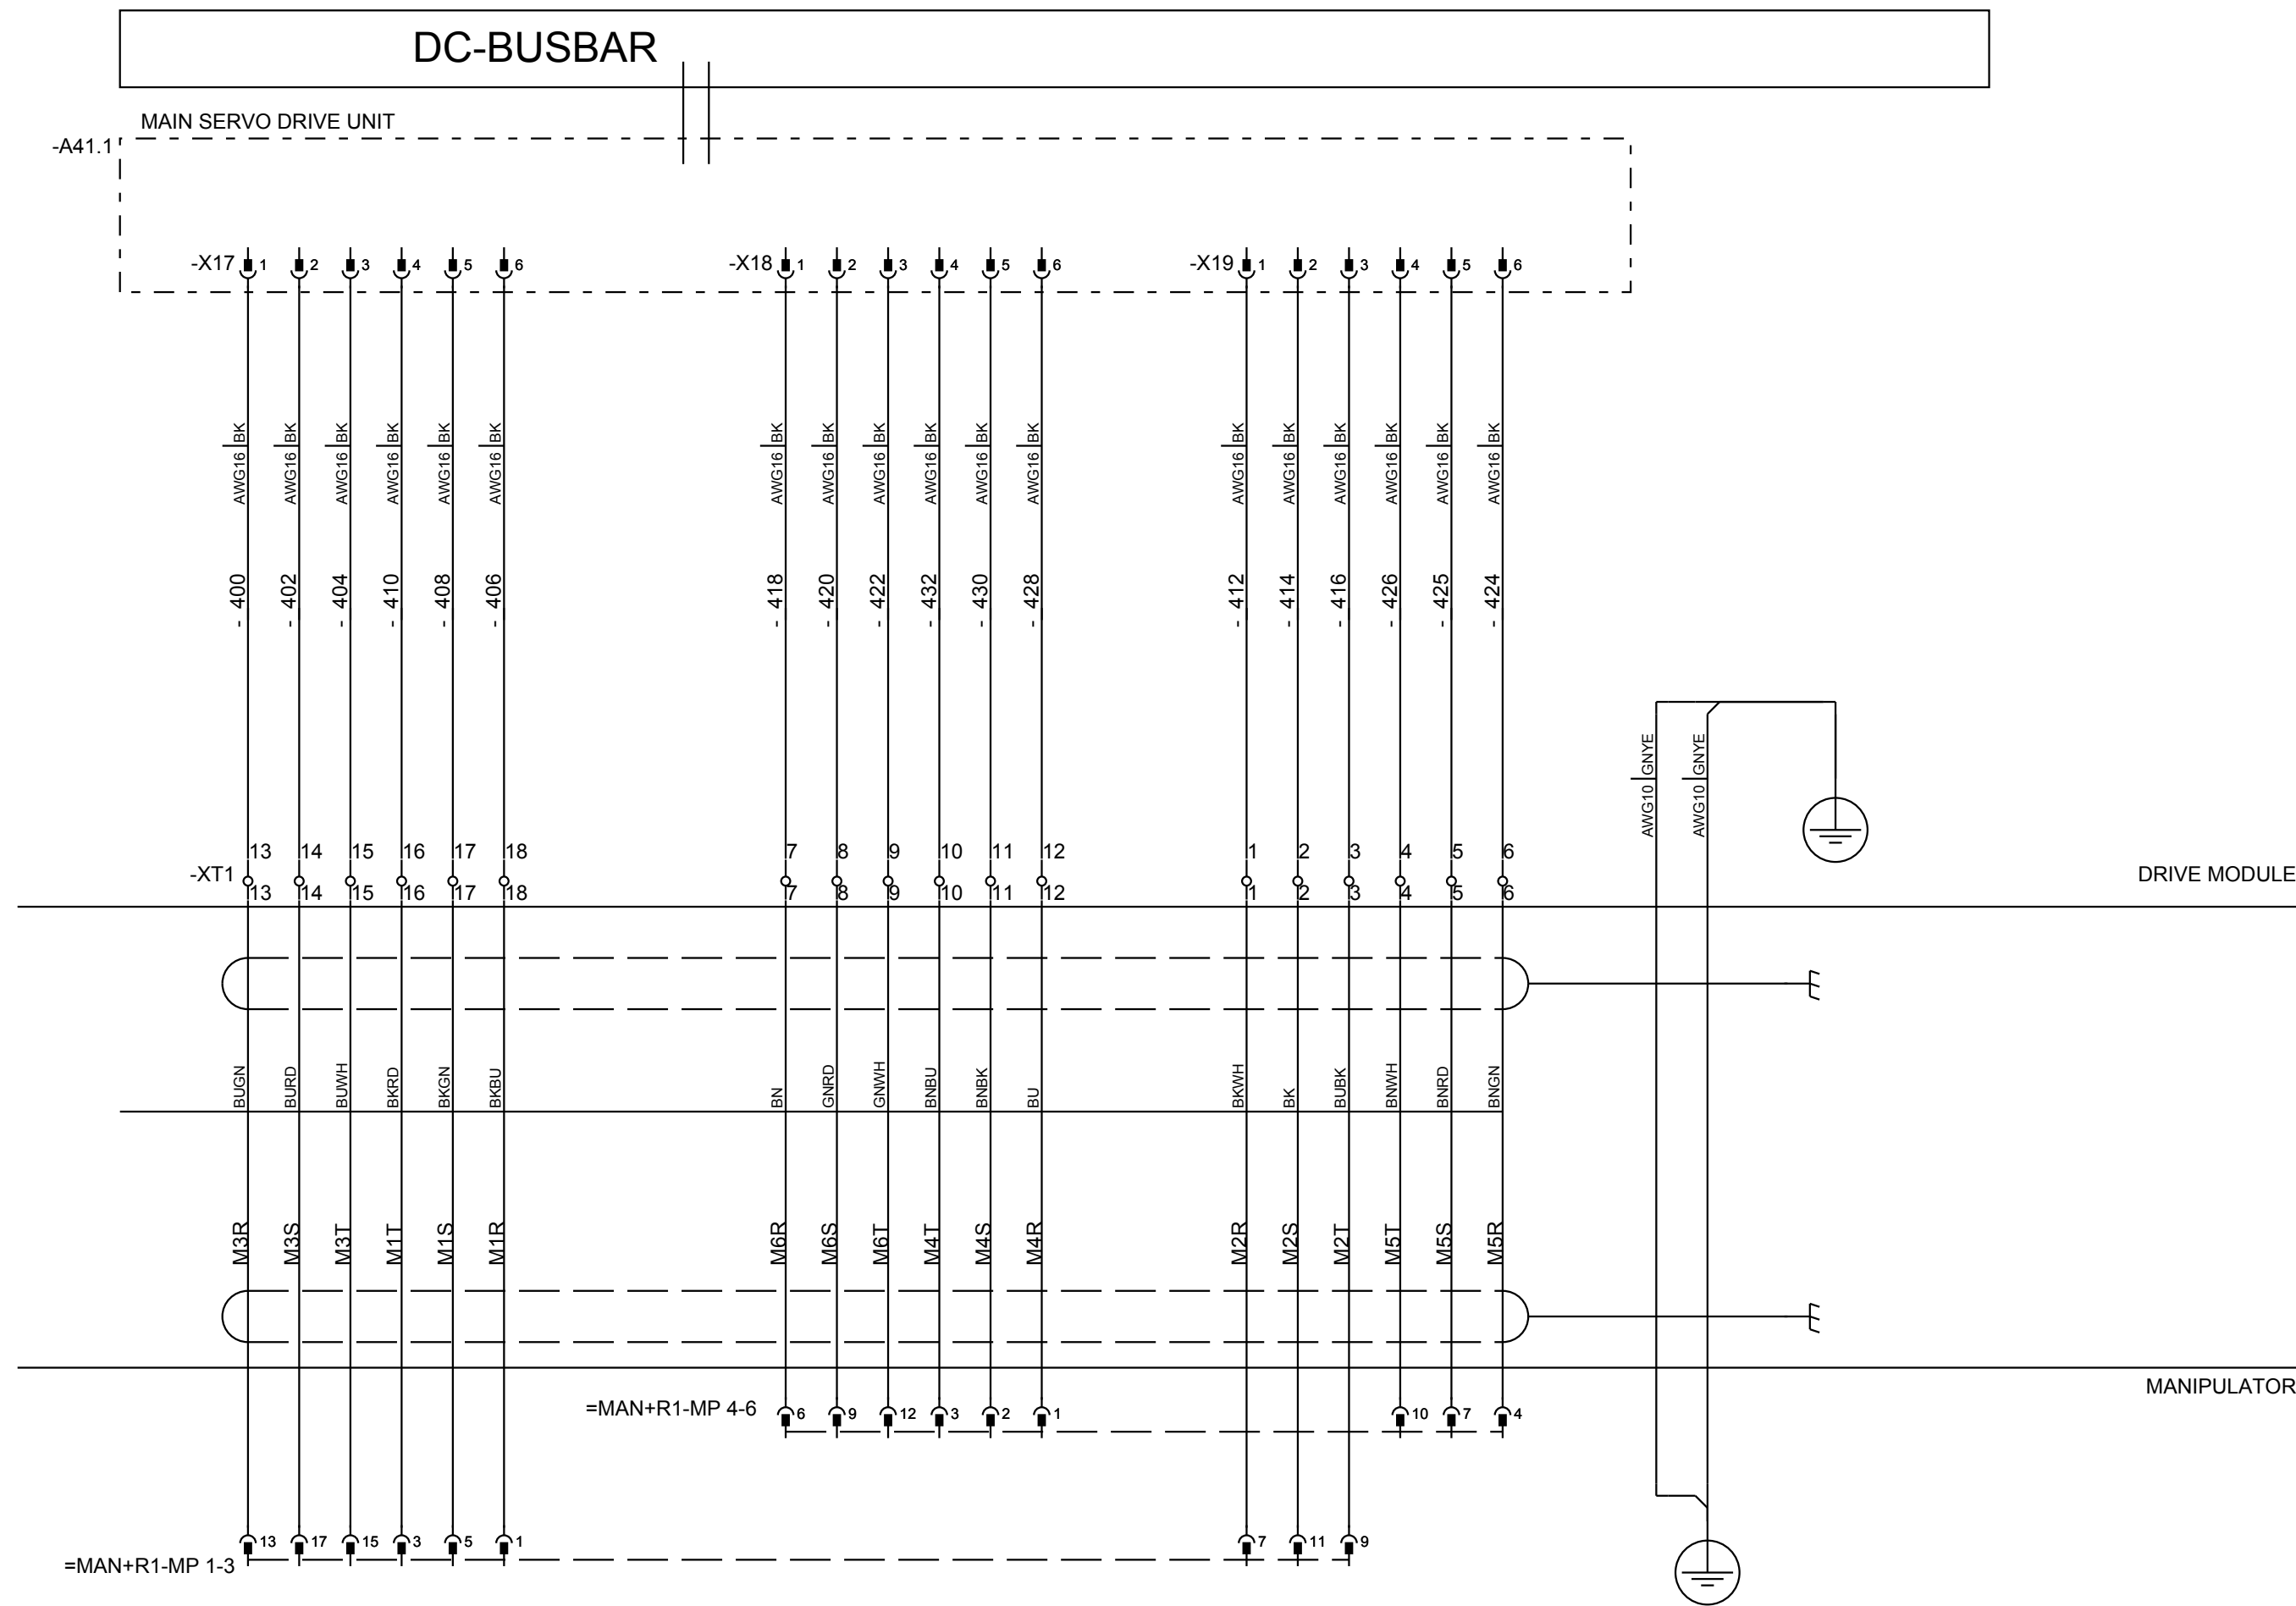 DC-BUSBAR
MAIN SERVO DRIVE UNIT
-A41.1
-X17 1 2 3 4 5 6 -X18 1 2 3 4 5 6 -X19 1 2 3 4 5 6
BK BK BK BK BK BK BK BK BK BK BK BK BK BK BK BK BK BK
AWG16 AWG16 AWG16 AWG16 AWG16 AWG16 AWG16 AWG16 AWG16 AWG16 AWG16 AWG16 AWG16 AWG16 AWG16 AWG16 AWG16 AWG16
- 400 - 402 - 404 - 410 - 408 - 406 - 418 - 420 - 422 - 432 - 430 - 428 - 412 - 414 - 416 - 426 - 425 - 424
GNYE GNYE
AWG10 AWG10
13 14 15 16 17 18 7 8 9 10 11 12 1 2 3 4 5 6
-XT1
DRIVE MODULE
13 14 15 16 17 18 7 8 9 10 11 12 1 2 3 4 5 6
BUGN BURD BUWH BKRD BKGN BKBU BN GNRD GNWH BNBU BNBK BU BKWH BK BUBK BNWH BNRD BNGN
M3R M3S M3T M1T M1S M1R M6R M6S M6T M4T M4S M4R M2R M2S M2T M5T M5S M5R
MANIPULATOR
=MAN+R1-MP 4-6 6 9 12 3 2 1 10 7 4
13 17 15 3 5 1 7 11 9
=MAN+R1-MP 1-3